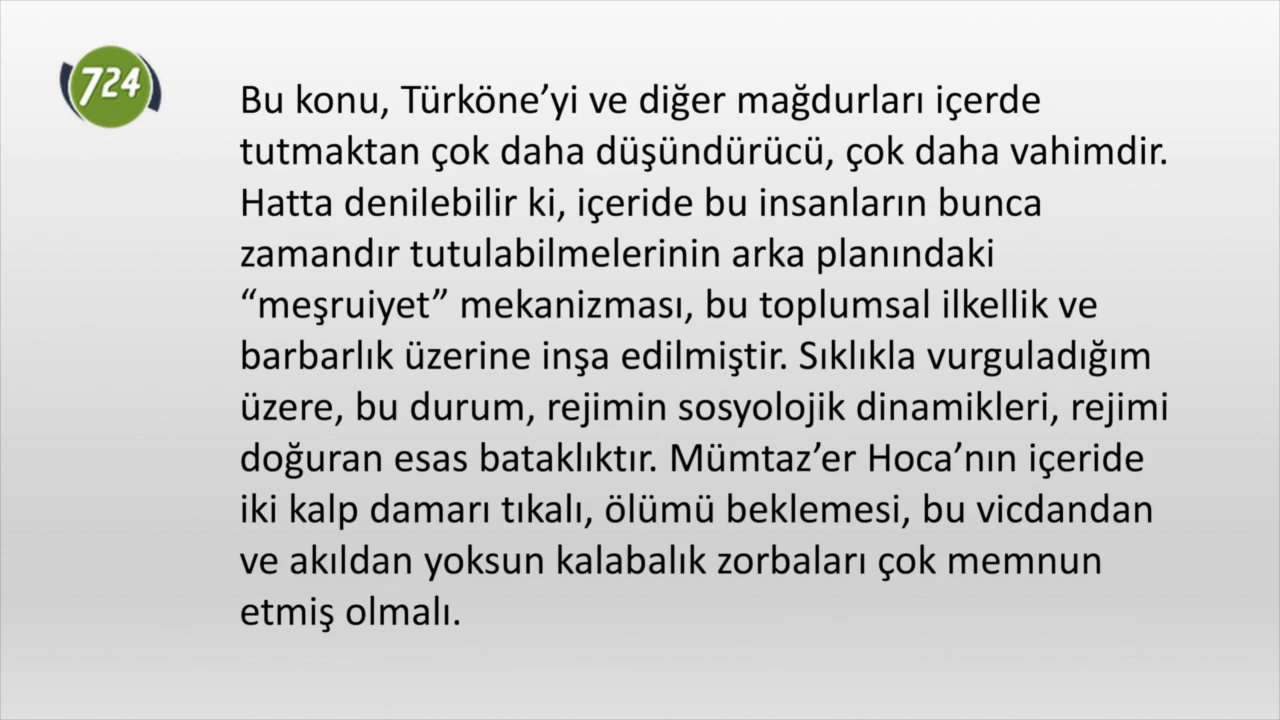 724
Bu konu, Türköne’yi ve diğer mağdurları içerde
tutmaktan çok daha düşündürücü, çok daha vahimdir.
Hatta denilebilir ki, içeride bu insanların bunca
zamandır tutulabilmelerinin arka planındaki
“meşruiyet” mekanizması, bu toplumsal ilkellik ve
barbarlık üzerine inşa edilmiştir. Sıklıkla vurguladığım
üzere, bu durum, rejimin sosyolojik dinamikleri, rejimi
doğuran esas bataklıktır. Mümtaz’er Hoca’nın içeride
iki kalp damarı tıkalı, ölümü beklemesi, bu vicdandan
ve akıldan yoksun kalabalık zorbaları çok memnun
etmiş olmalı.